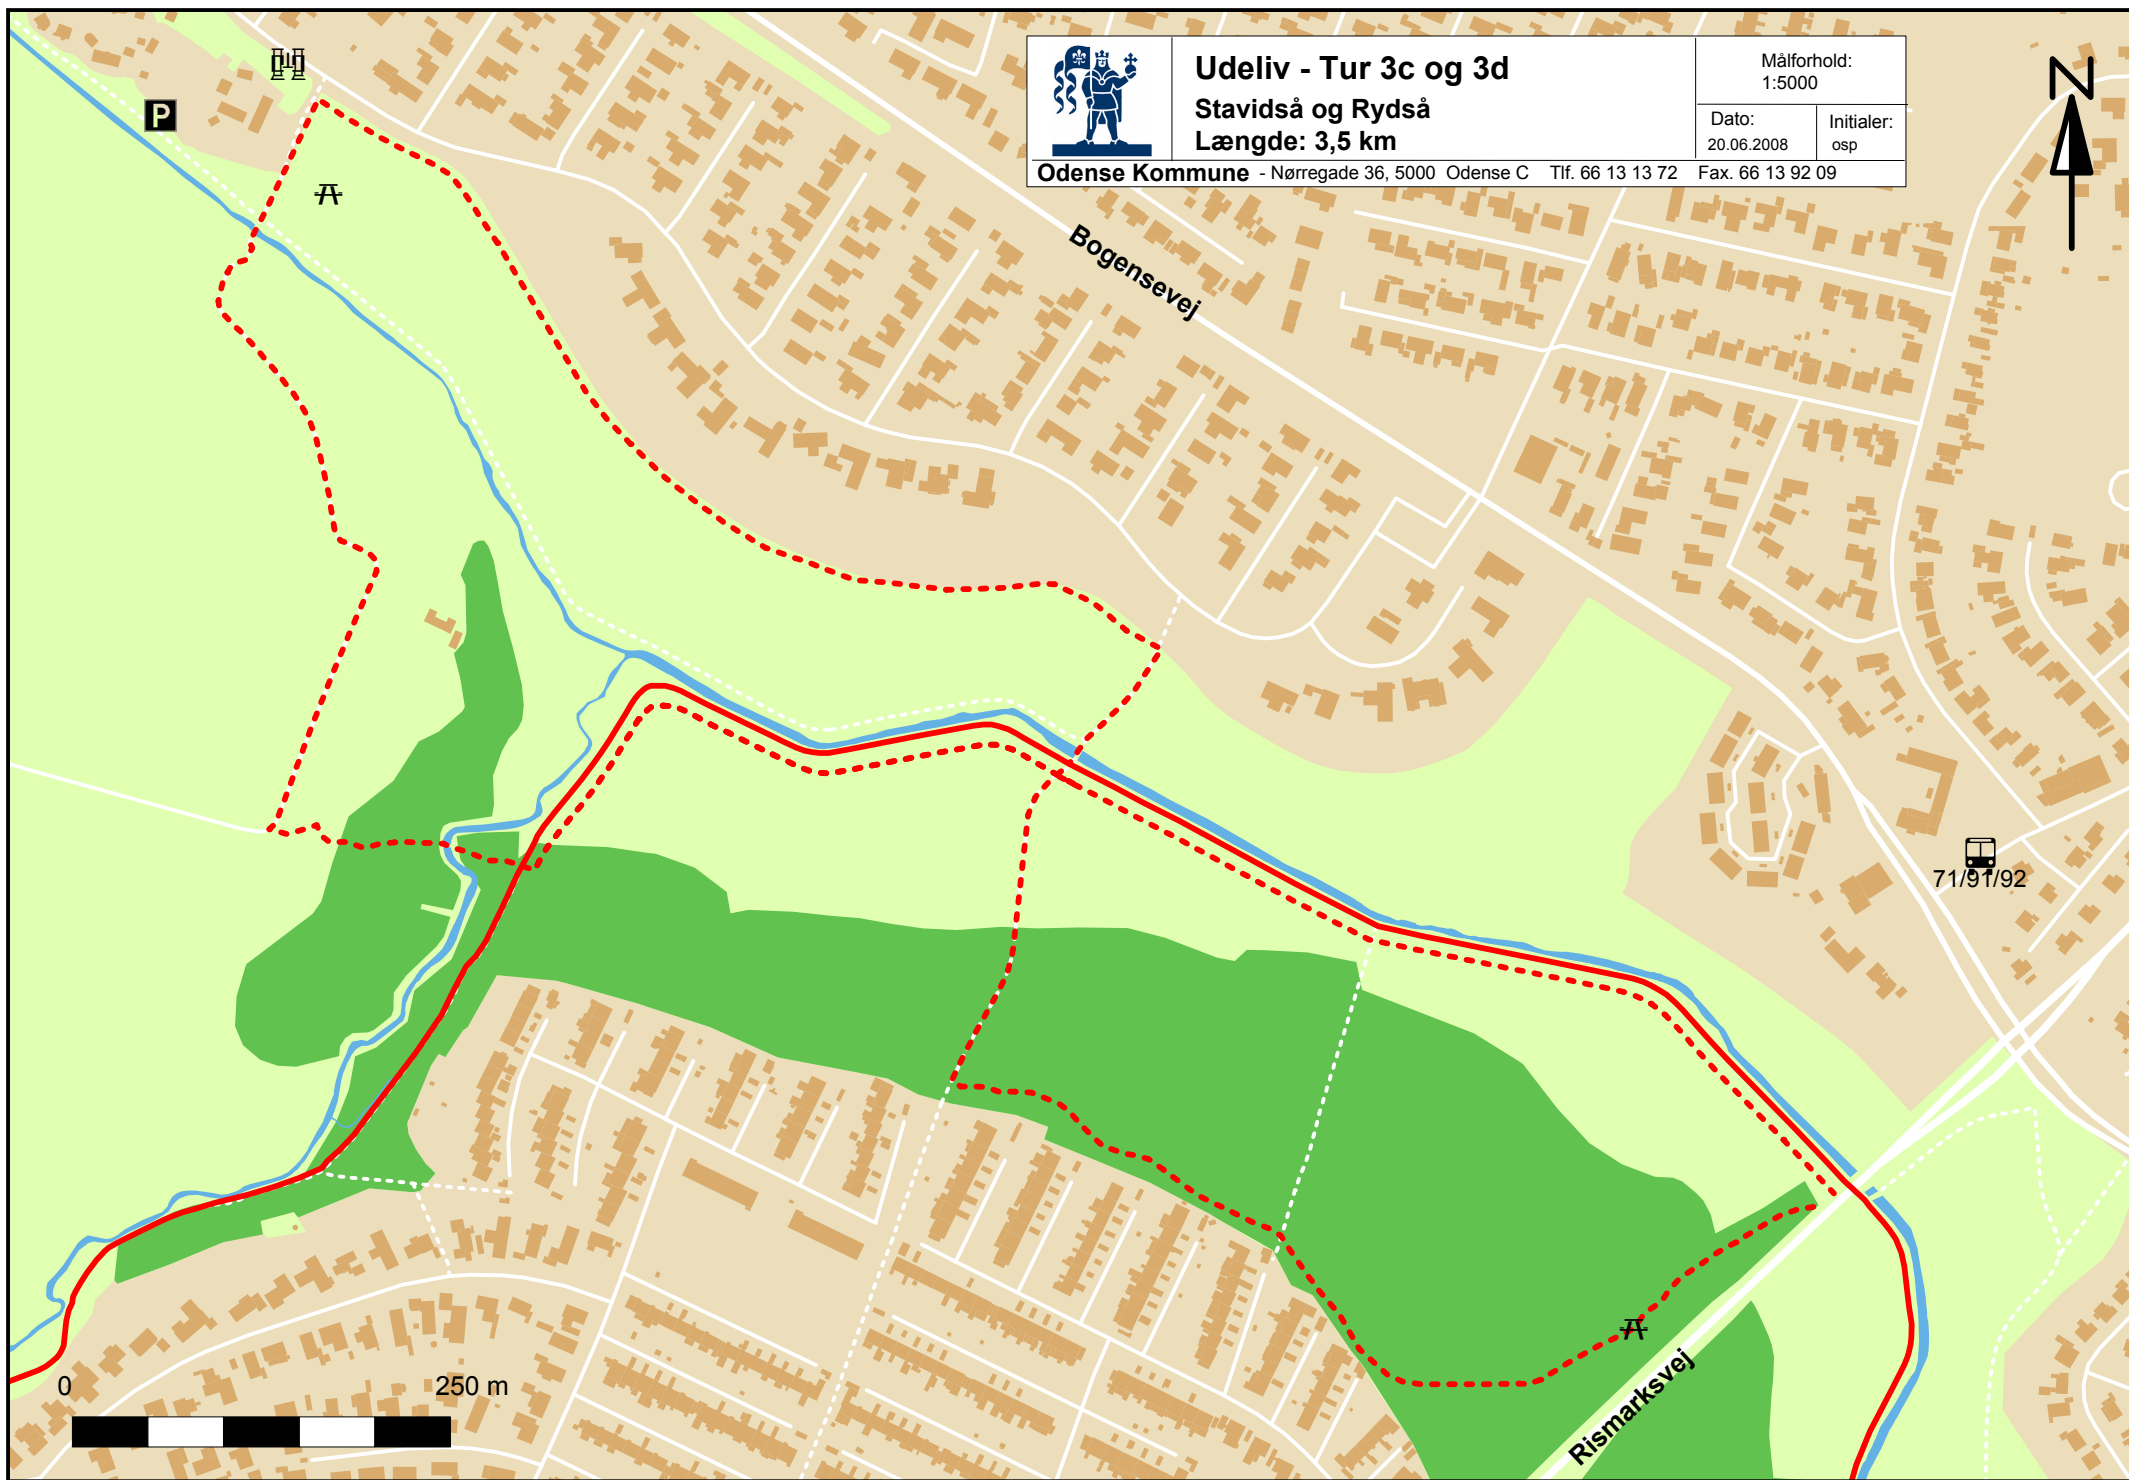 Udeliv - Tur 3c og 3d
Stavidså og Rydså
Længde: 3,5 km
Målforhold:
1:5000
Dato:
20.06.2008
Initialer:
osp
Odense Kommune - Nørregade 36, 5000 Odense C Tlf. 66 13 13 72 Fax. 66 13 92 09
N
P
Bogensevej
71/91/92
Rismarksvej
0 250 m